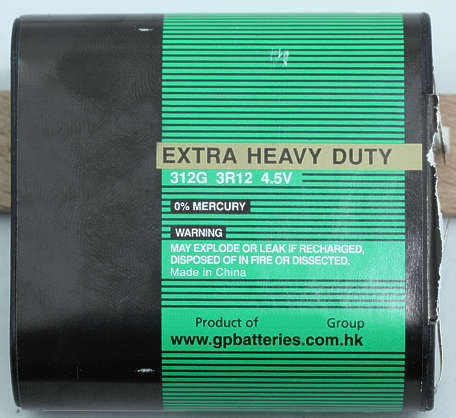 EXTRA HEAVY DUTY
312G 3R12 4.5V
0% MERCURY
WARNING
MAY EXPLODE OR LEAK IF RECHARGED,
DISPOSED OF IN FIRE OR DISSECTED.
Made in China
Product of Group
www.gpbatteries.com.hk